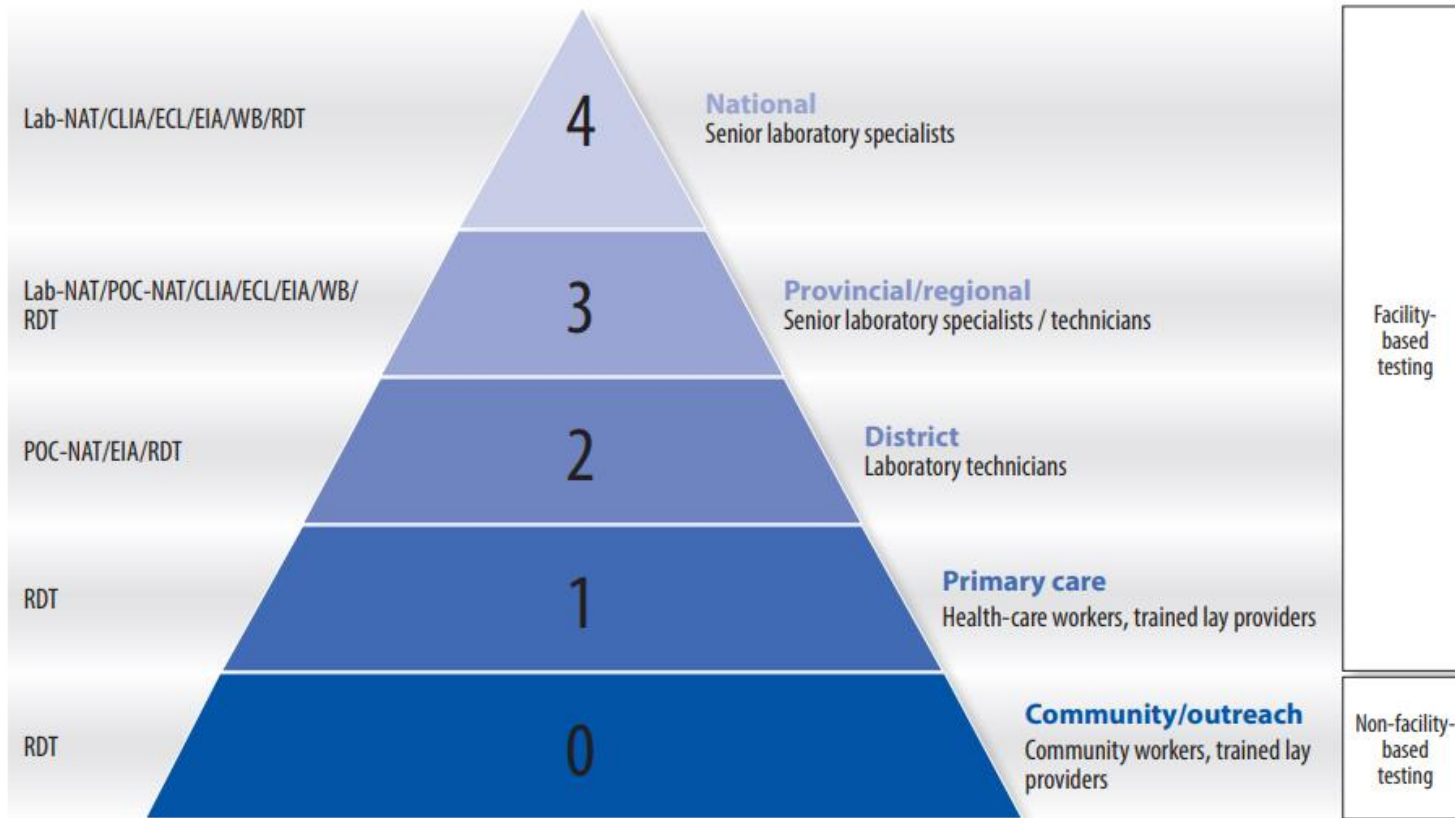 Lab-NAT/CLIA/ECL/EIA/WB/RDT
4
National
Senior laboratory specialists
Lab-NAT/POC-NAT/CLIA/ECL/EIA/WB/
RDT
3
Provincial/regional
Senior laboratory specialists / technicians
Facility-
based
testing
POC-NAT/EIA/RDT
2
District
Laboratory technicians
RDT
1
Primary care
Health-care workers, trained lay providers
RDT
0
Community/outreach
Community workers, trained lay
providers
Non-facility-
based
testing